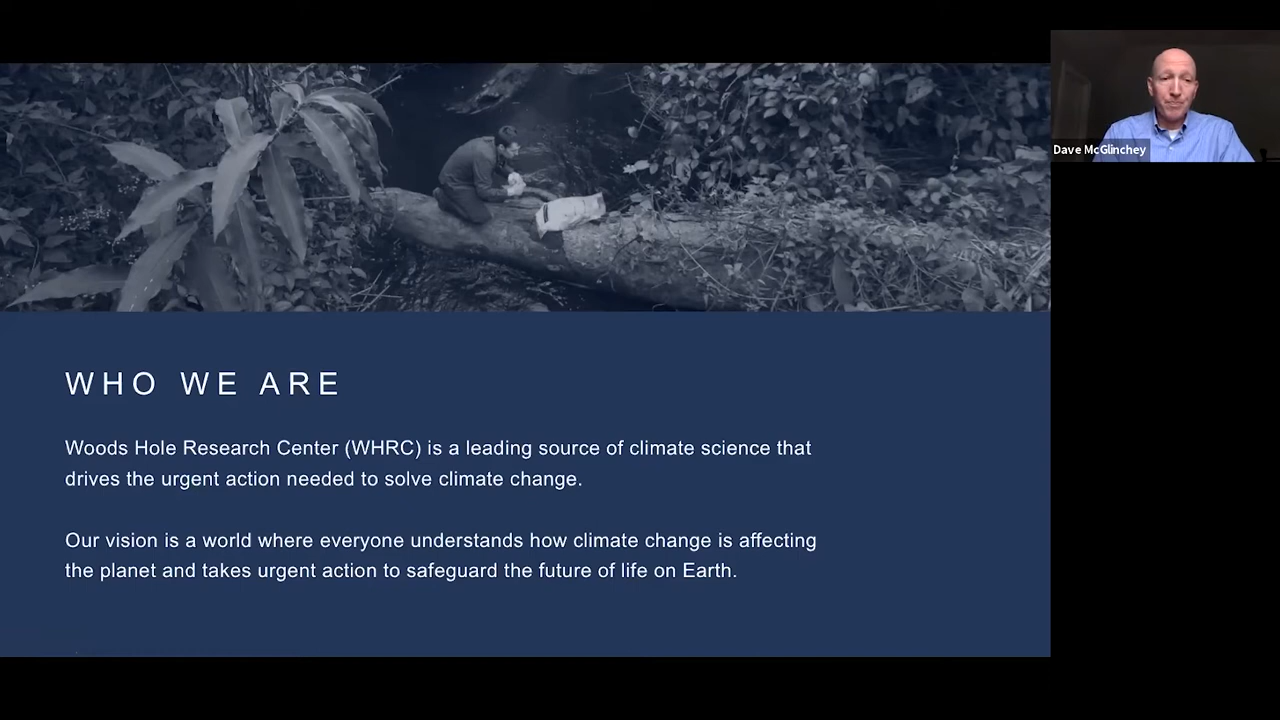 Dave McGlinchey
WHO WE ARE
Woods Hole Research Center (WHRC) is a leading source of climate science that
drives the urgent action needed to solve climate change.
Our vision is a world where everyone understands how climate change is affecting
the planet and takes urgent action to safeguard the future of life on Earth.